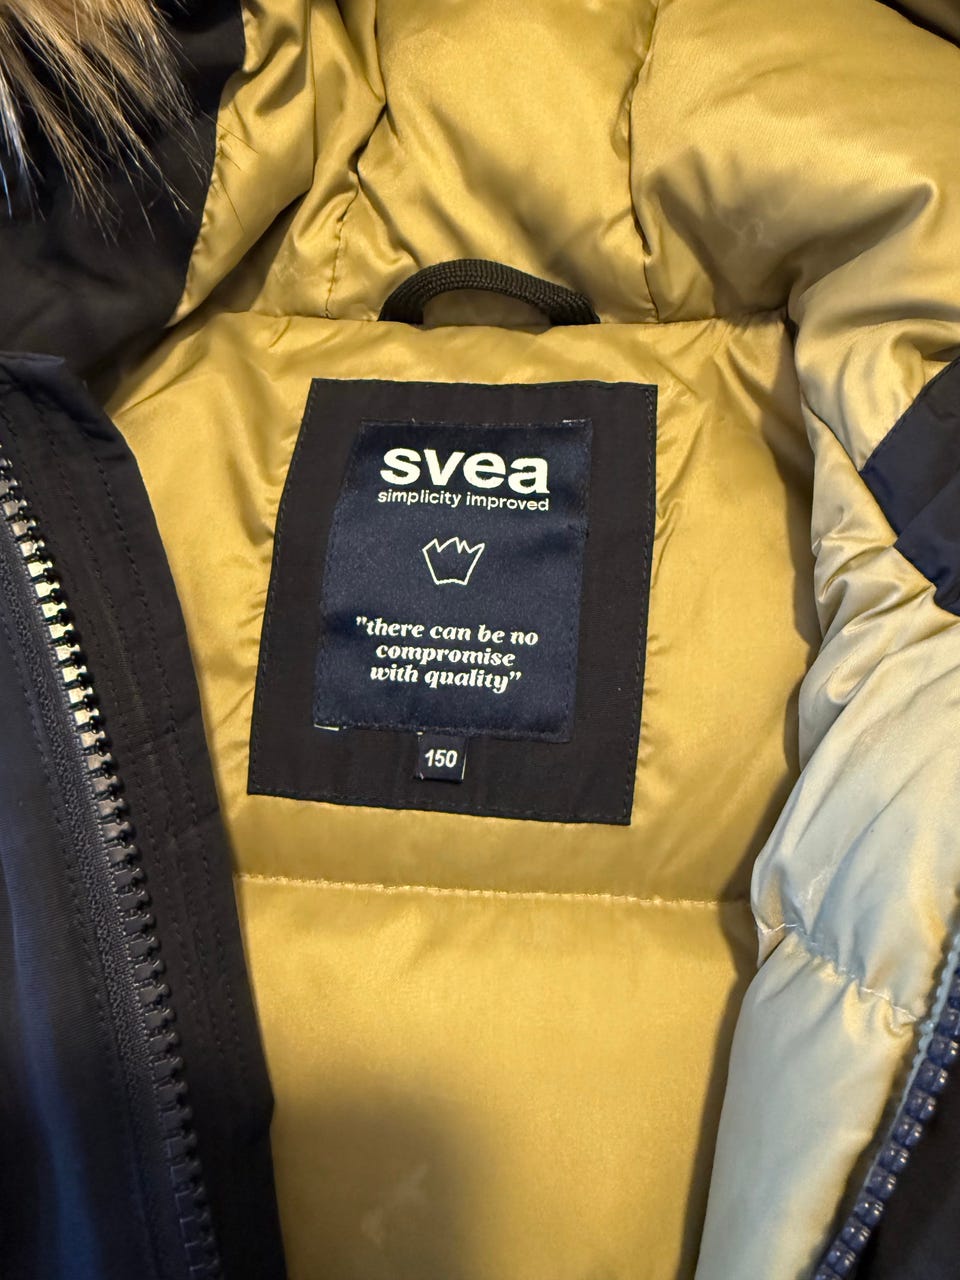 svea
simplicity improved
"there can be no
compromise
with quality”
150